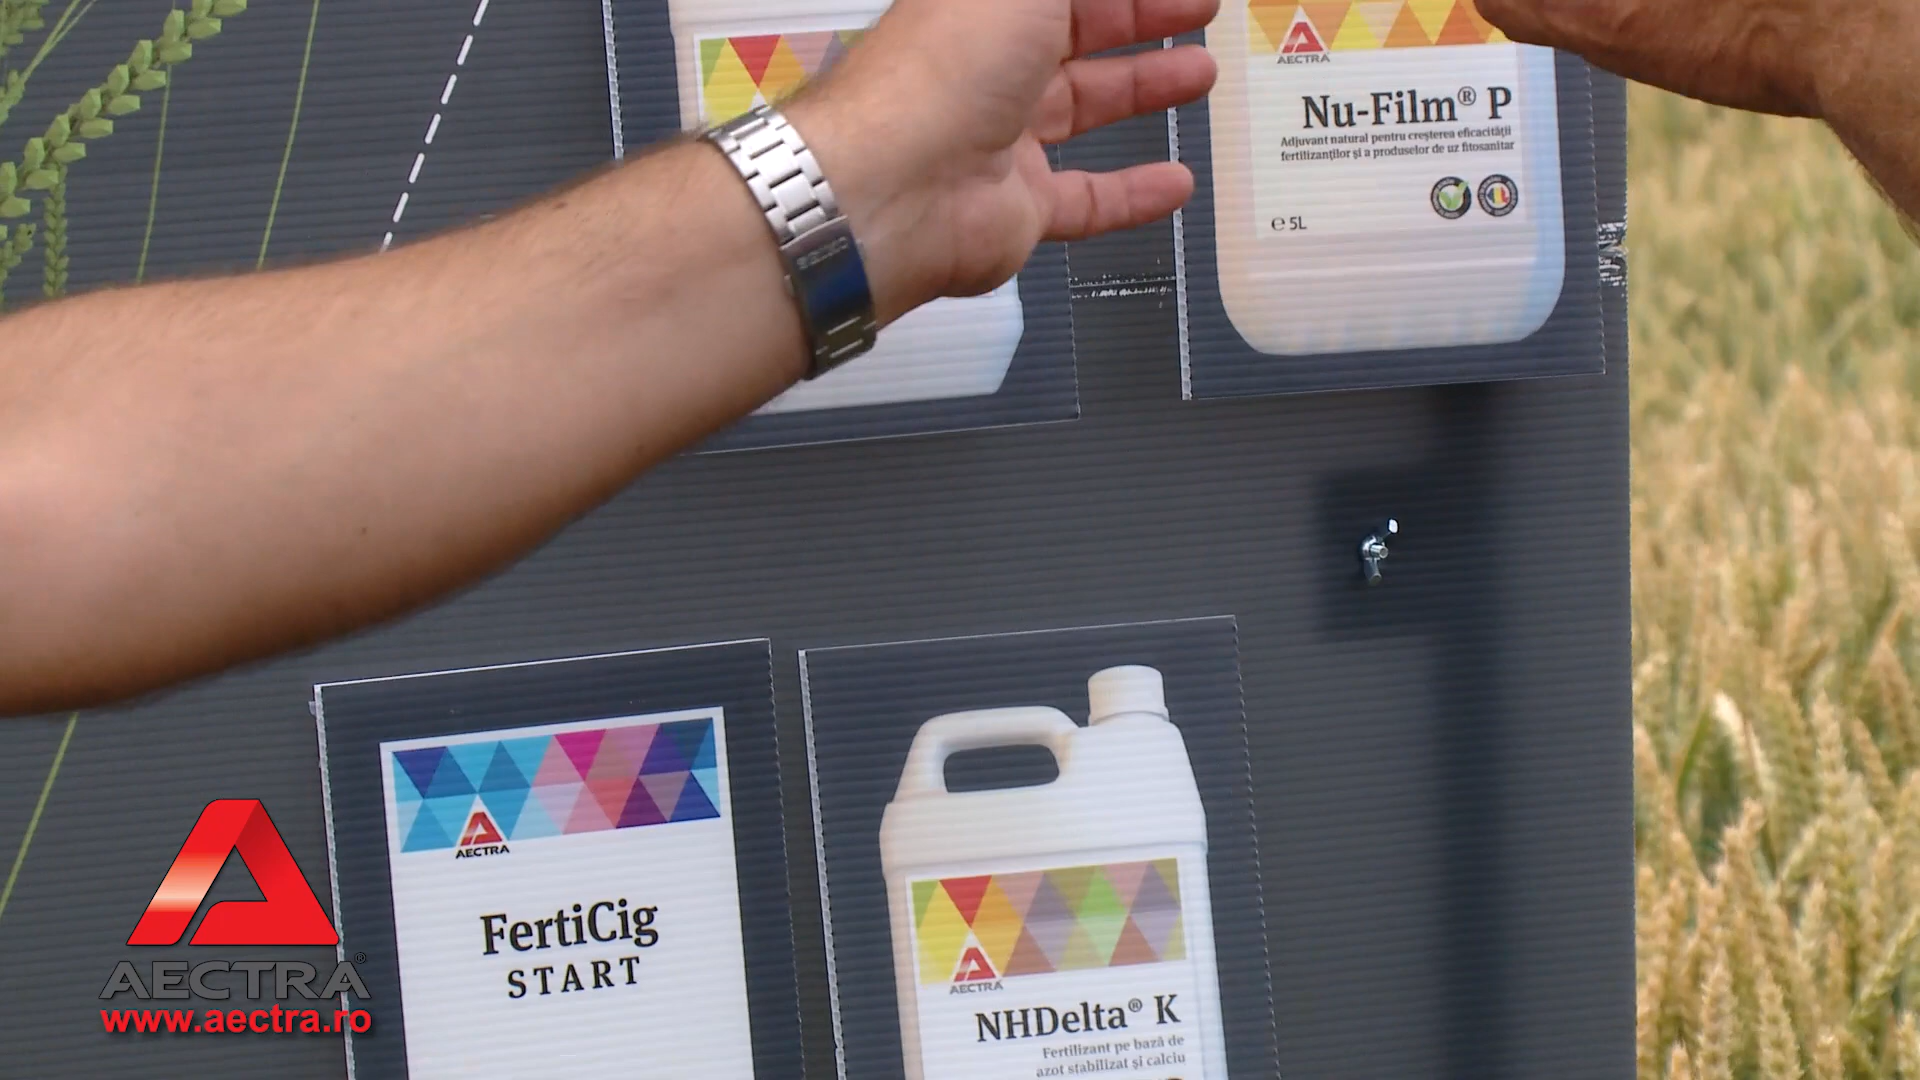 AECTRA
Nu-Film® P
Adjuvant natural pentru creșterea eficacității
fertilizanților și a produselor de uz fitosanitar
℮ 5L
SEIKO
AECTRA
FertiCig
START
AECTRA
NHDelta® K
Fertilizant pe bază de
azot stabilizat și calciu
AECTRA®
www.aectra.ro